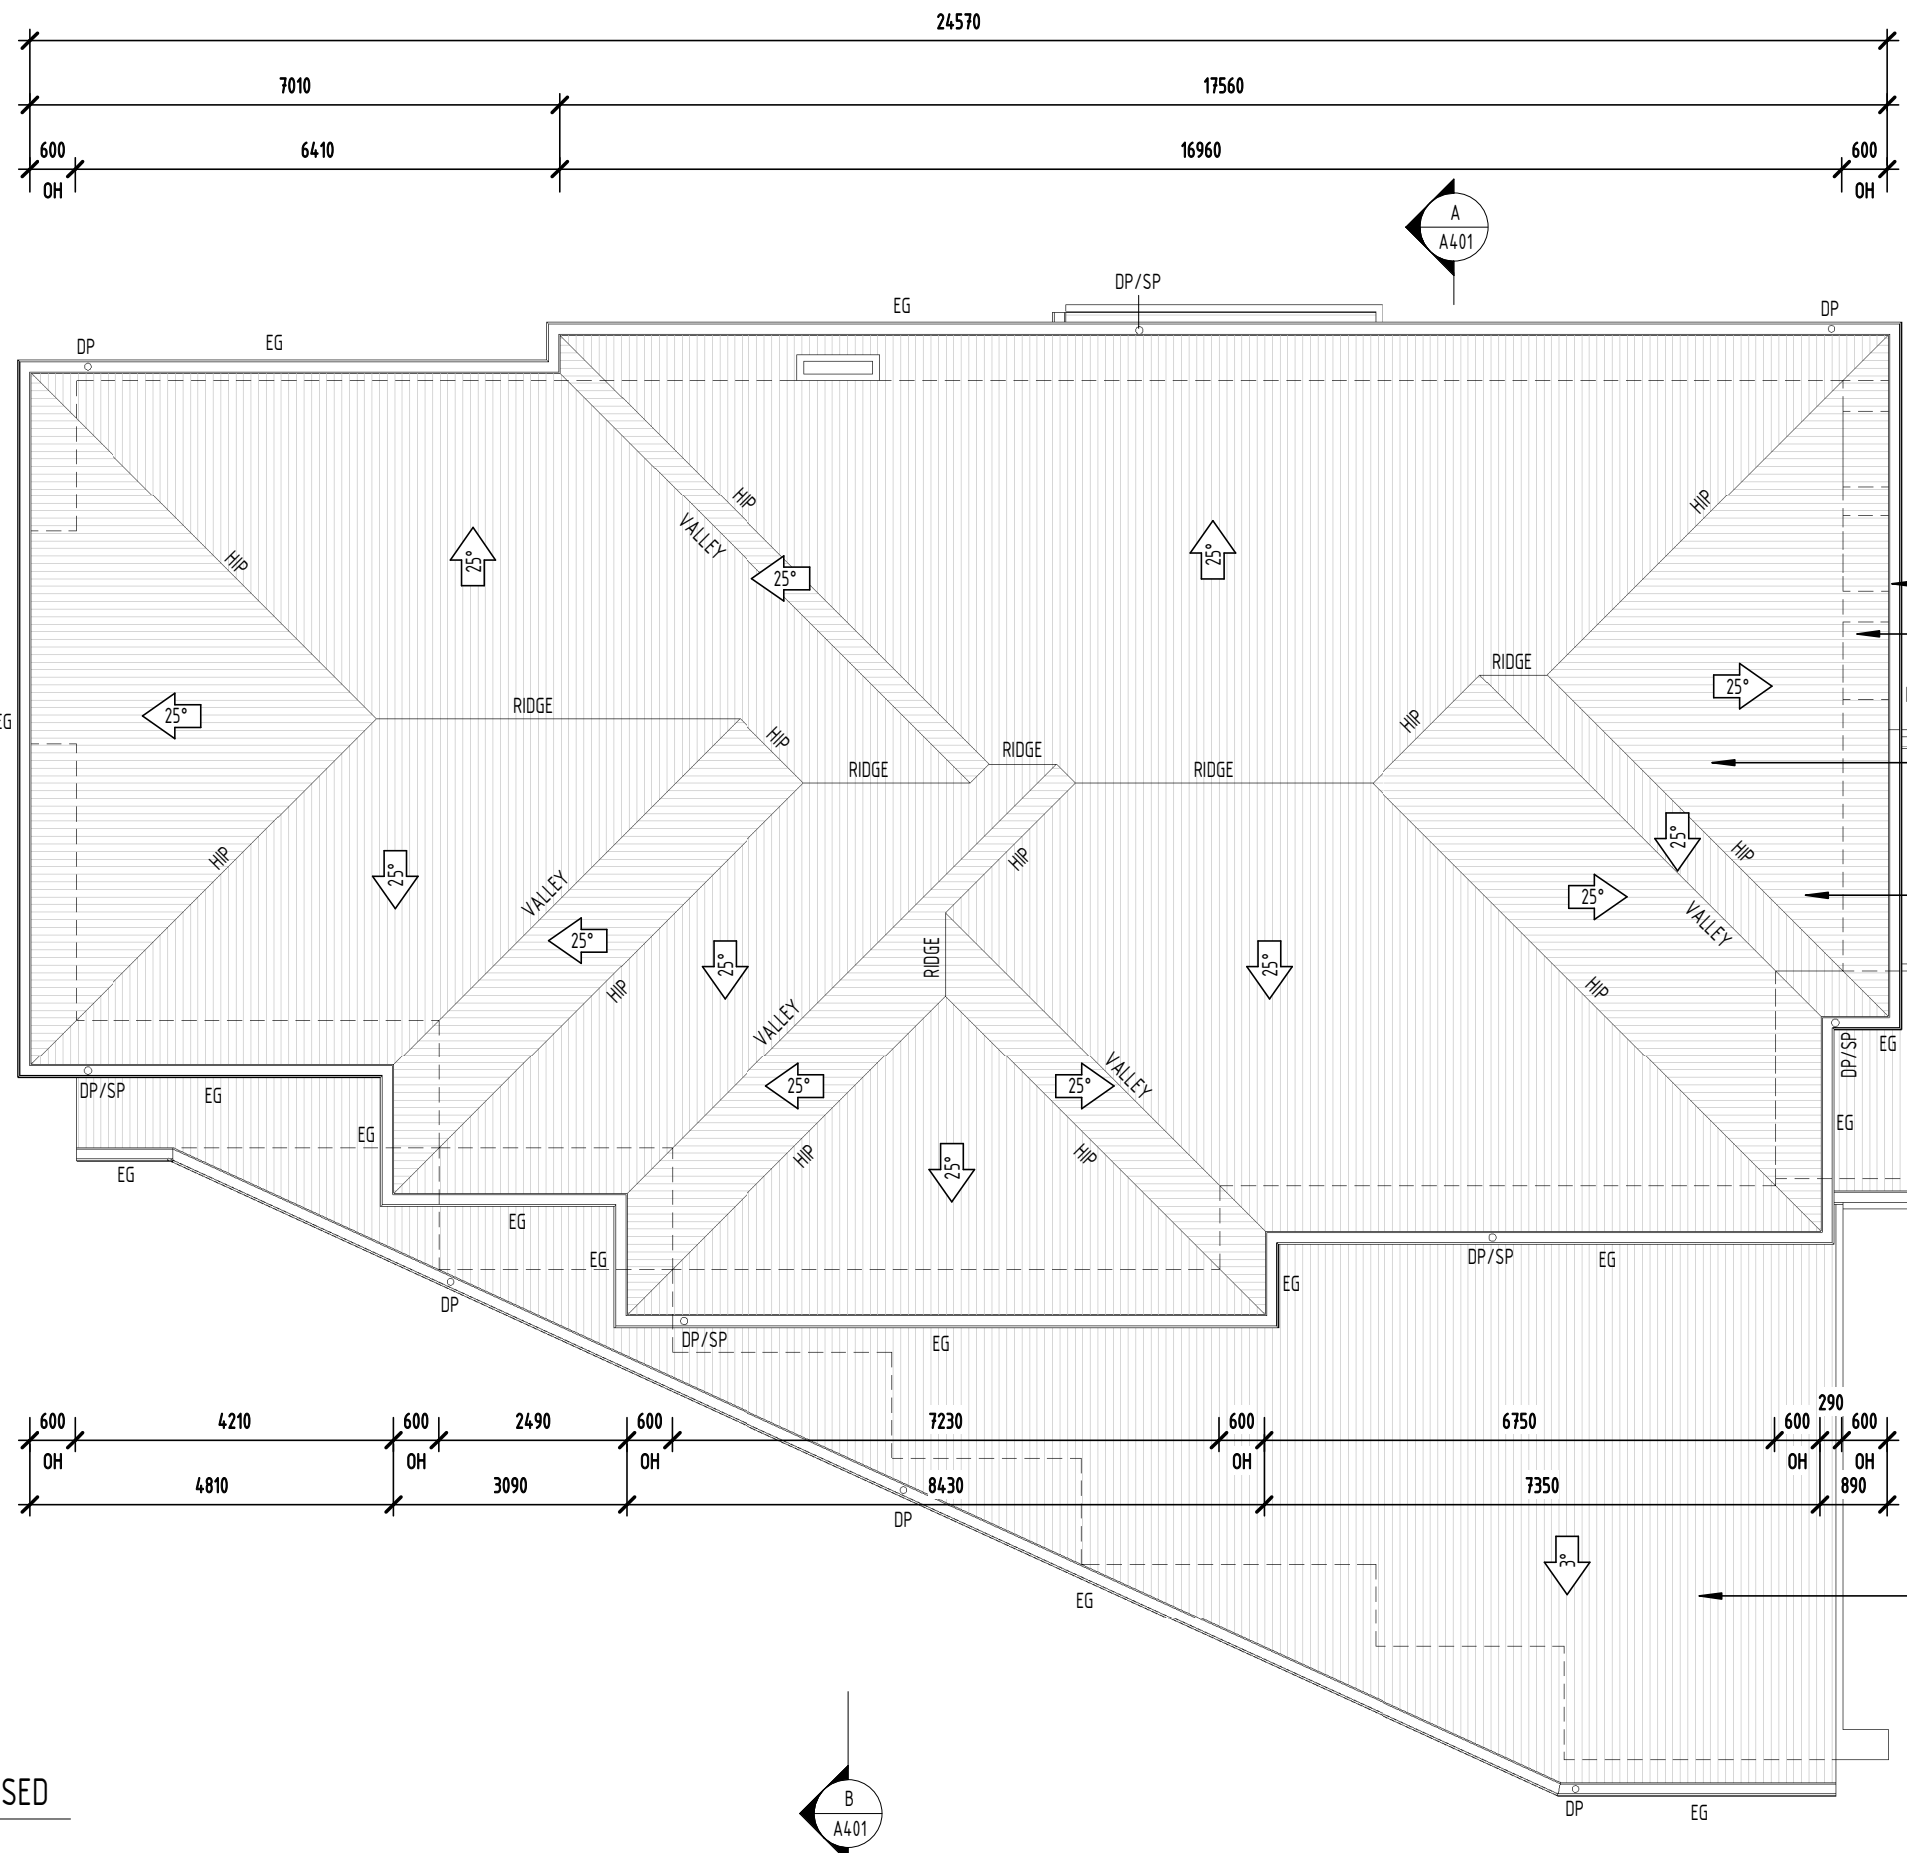 24570
7010
17560
600
6410
16960
600
OH
OH
A
A401
DP/SP
EG
DP
DP
EG
HIP
HIP
VALLEY
HIP
25°
25°
25°
RIDGE
25°
25°
EG
RIDGE
HIP
RIDGE
RIDGE
RIDGE
HIP
HIP
25°
HIP
HIP
25°
VALLEY
25°
VALLEY
25°
RIDGE
25°
25°
HIP
HIP
VALLEY
EG
DP/SP
VALLEY
25°
25°
DP/SP
EG
EG
EG
EG
HIP
HIP
25°
EG
EG
EG
DP/SP
EG
EG
DP
DP/SP
EG
290
600
4210
600
2490
600
7230
600
6750
600
600
OH
OH
OH
OH
OH
OH
4810
3090
8430
7350
890
DP
3°
EG
SED
B
A401
DP
EG